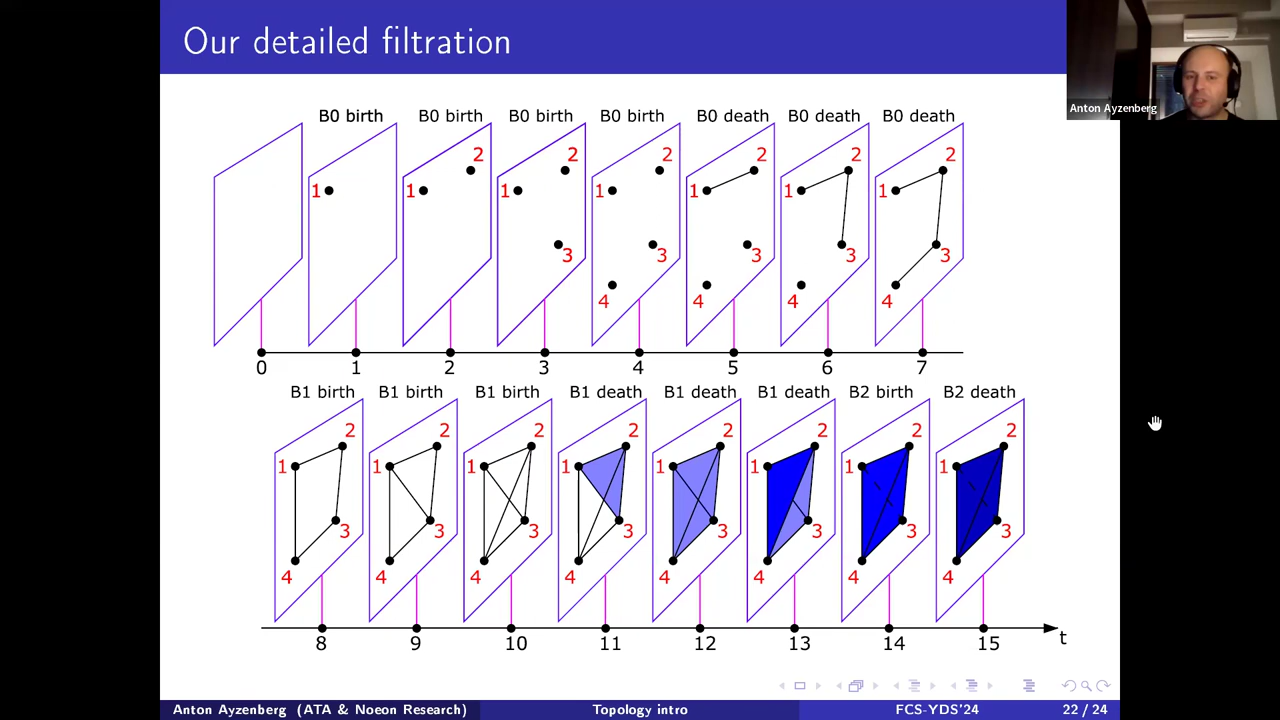 Our detailed filtration
Anton Ayzenberg
B0 birth B0 birth B0 birth B0 birth B0 death B0 death B0 death
1
1 2
1 2 3
1 2 3 4
1 2 3 4
1 2 3 4
1 2 3 4
0 1 2 3 4 5 6 7
B1 birth B1 birth B1 birth B1 death B1 death B1 death B2 birth B2 death
1 2 3 4
1 2 3 4
1 2 3 4
1 2 3 4
1 2 3 4
1 2 3 4
1 2 3 4
1 2 3 4
8 9 10 11 12 13 14 15 t
Anton Ayzenberg (ATA & Noeon Research) Topology intro FCS-YDS'24 22 / 24